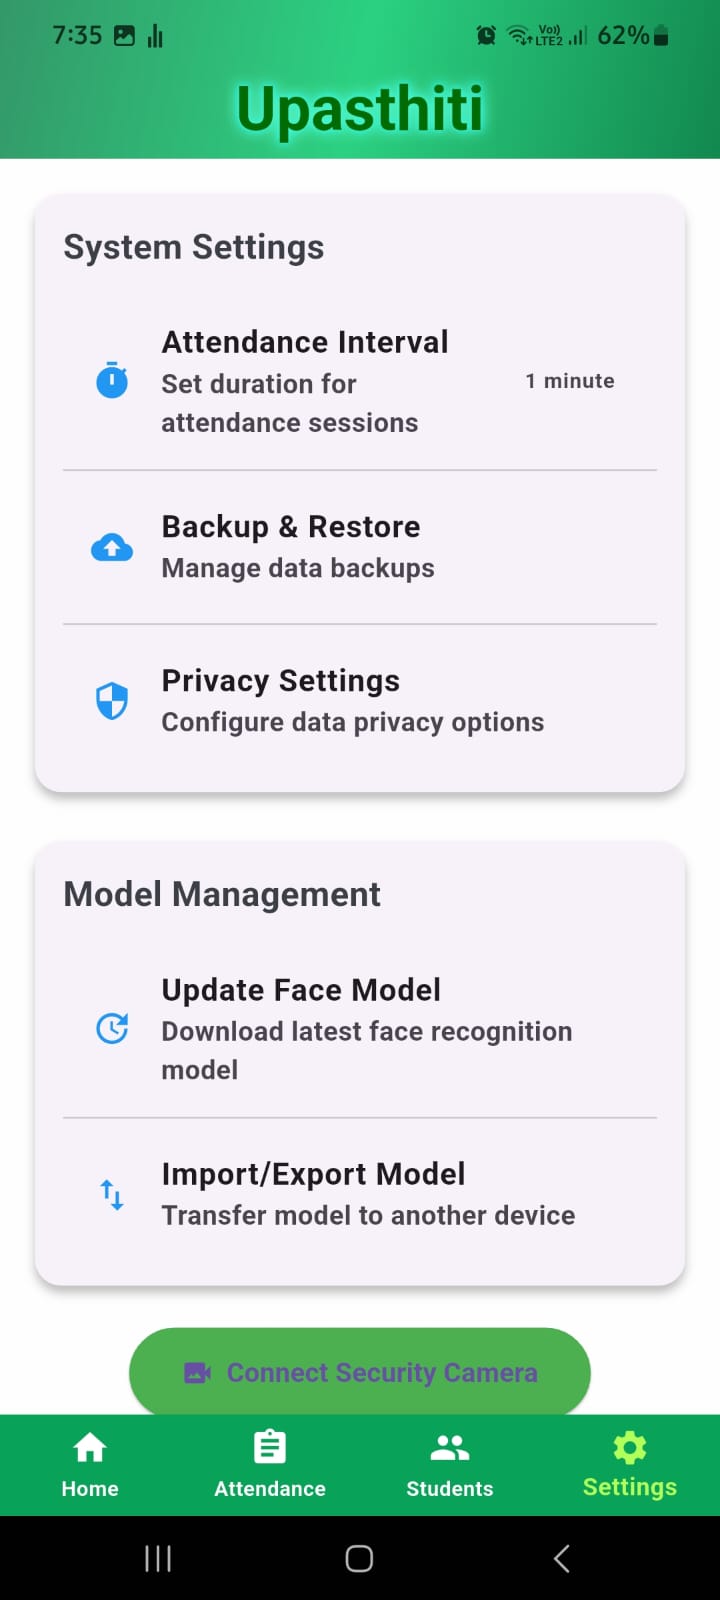 7:35
Vo))
LTE2
62%
Upasthiti
System Settings
Attendance Interval
Set duration for
attendance sessions
1 minute
Backup & Restore
Manage data backups
Privacy Settings
Configure data privacy options
Model Management
Update Face Model
Download latest face recognition
model
Import/Export Model
Transfer model to another device
Connect Security Camera
Home
Attendance
Students
Settings